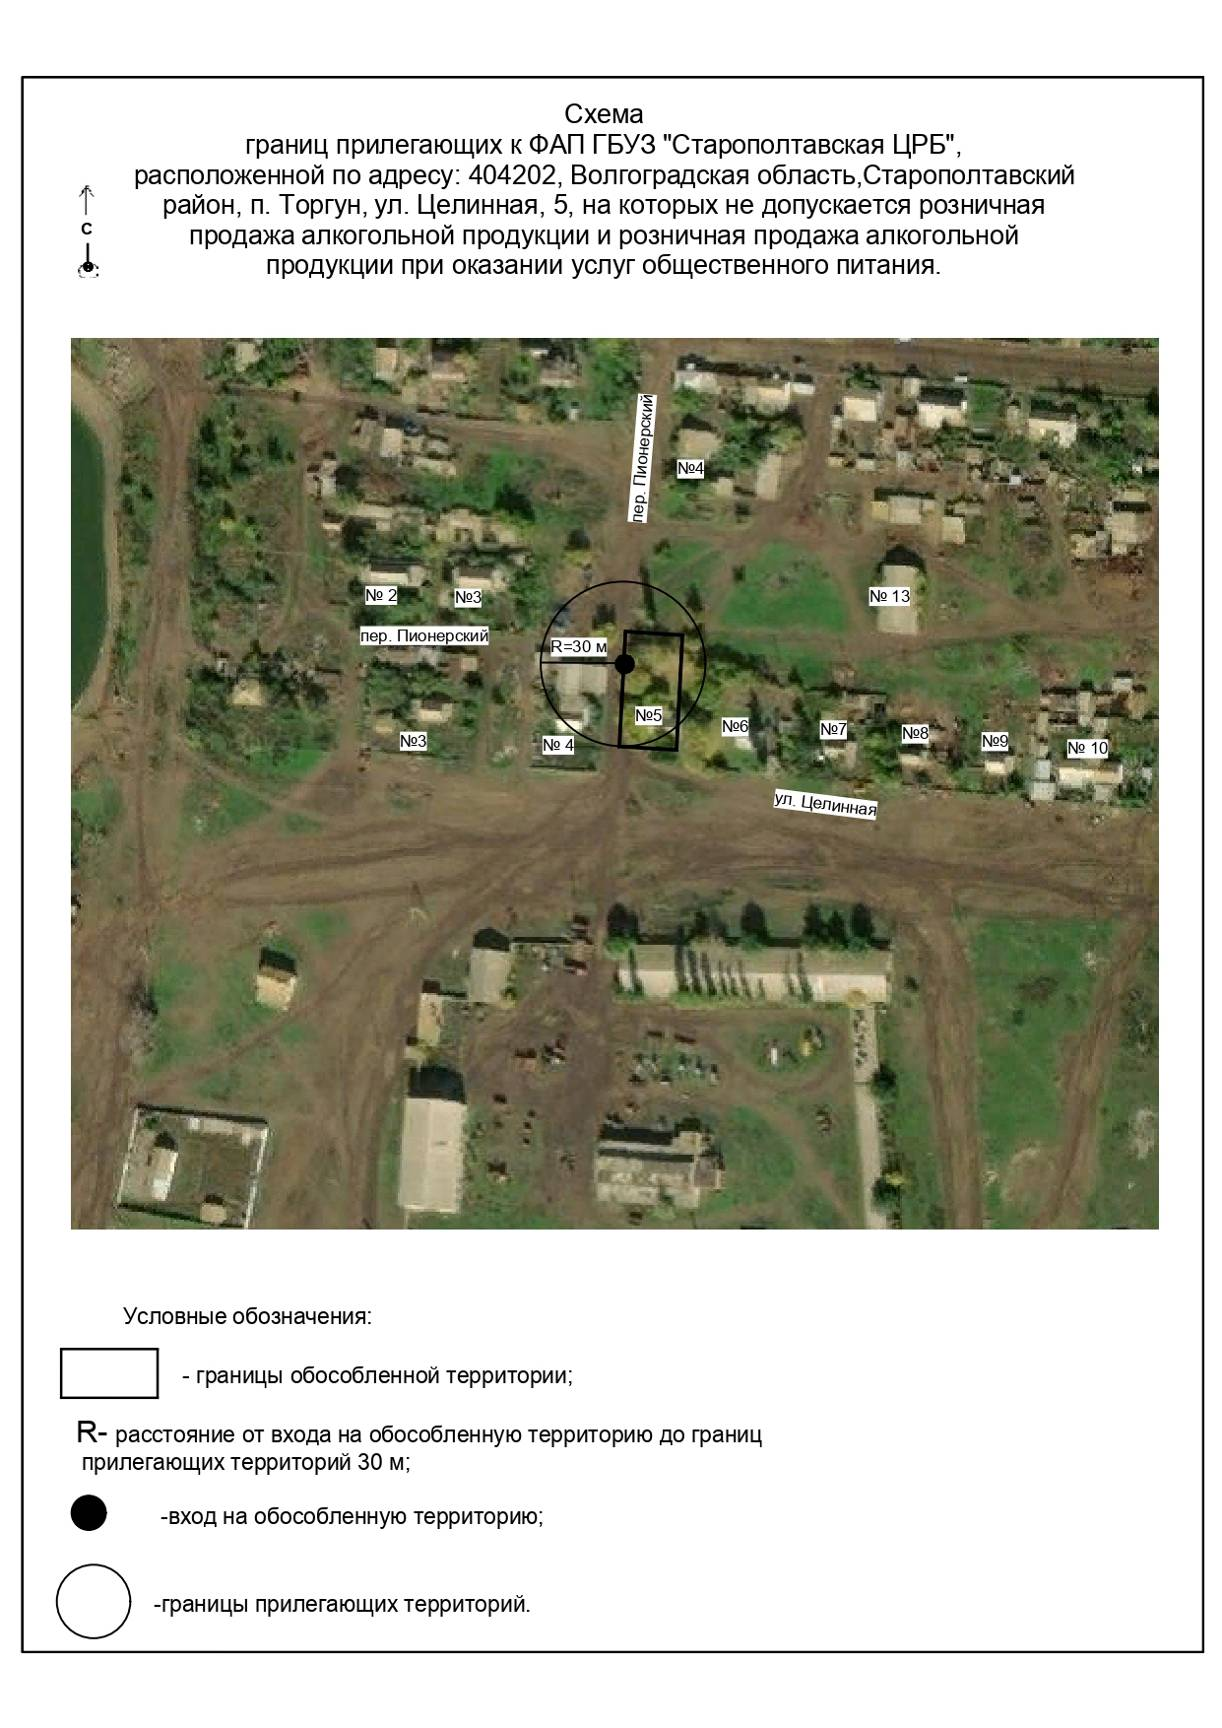 Схема
границ прилегающих к ФАП ГБУЗ "Старополтавская ЦРБ",
расположенной по адресу: 404202, Волгоградская область,Старополтавский
район, п. Торгун, ул. Целинная, 5, на которых не допускается розничная
продажа алкогольной продукции и розничная продажа алкогольной
продукции при оказании услуг общественного питания.
С
пер. Пионерский
№4
№ 2
№3
№ 13
пер. Пионерский
R=30 м
№3
№ 4
№5
№6
№7
№8
№9
№ 10
ул. Целинная
Условные обозначения:
- границы обособленной территории;
R- расстояние от входа на обособленную территорию до границ
прилегающих территорий 30 м;
-вход на обособленную территорию;
-границы прилегающих территорий.